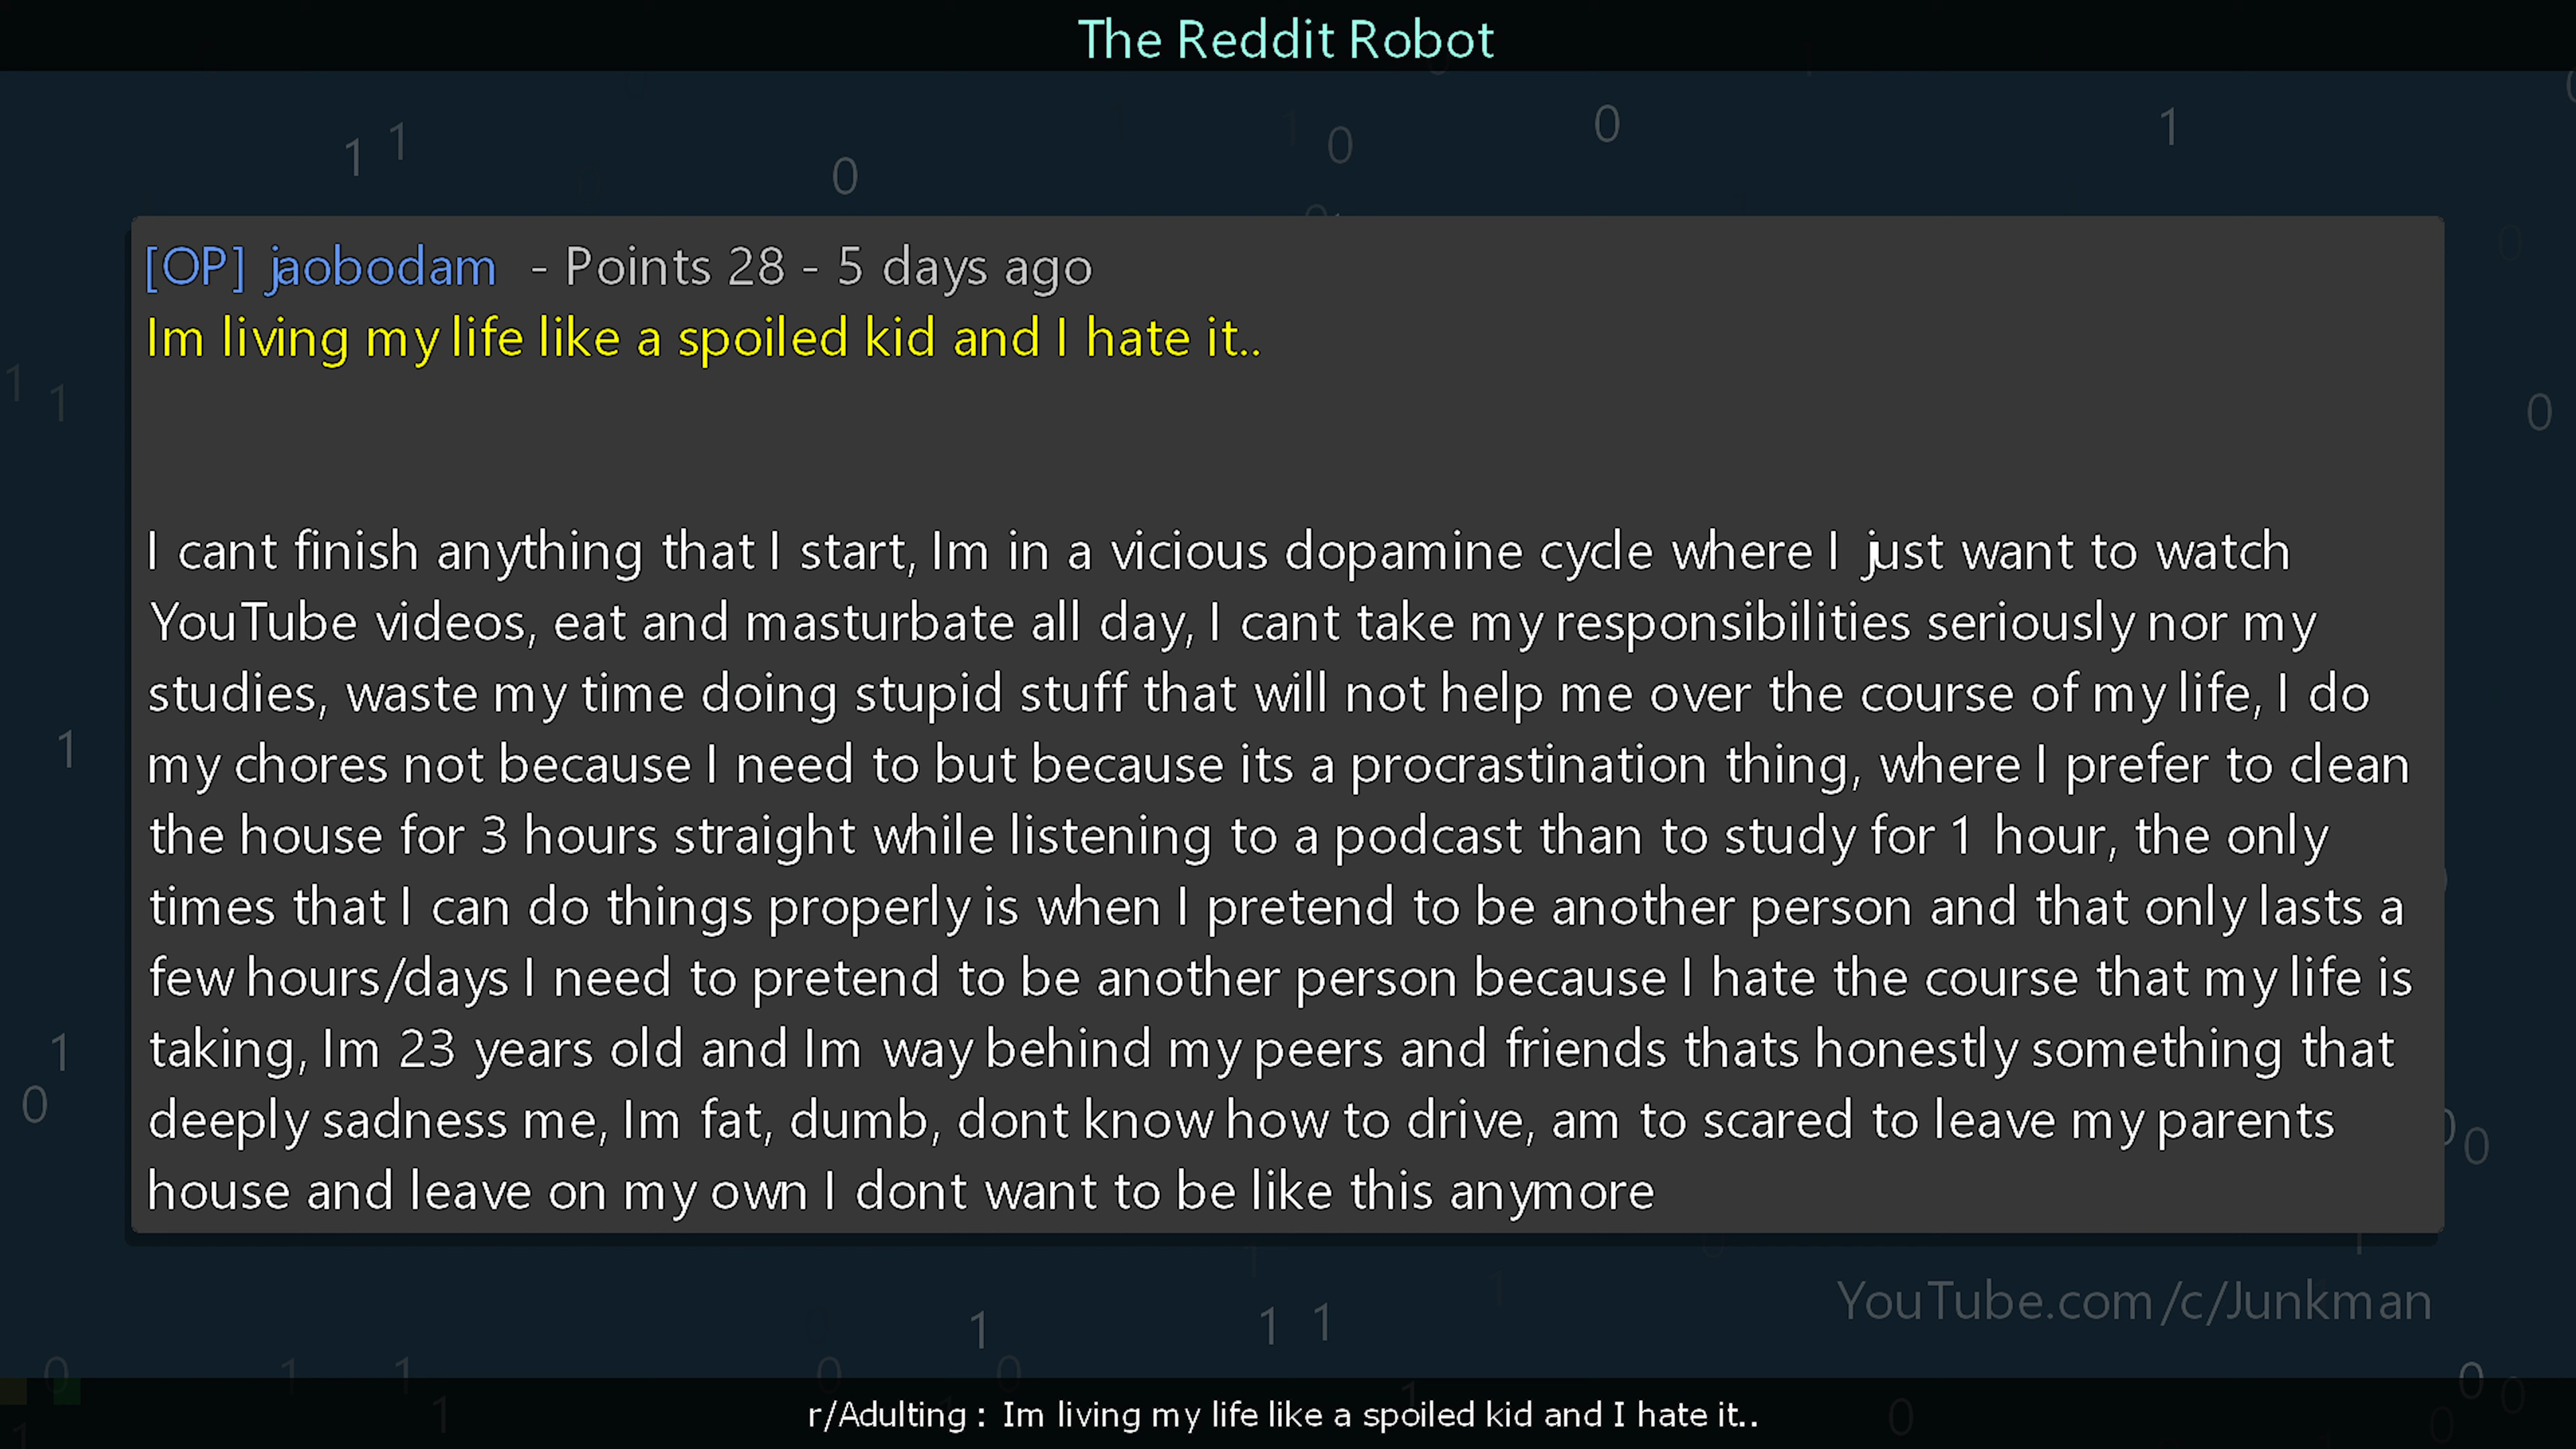 The Reddit Robot
[OP] jaobodam - Points 28 - 5 days ago
Im living my life like a spoiled kid and I hate it..
I cant finish anything that I start, Im in a vicious dopamine cycle where I just want to watch
YouTube videos, eat and masturbate all day, I cant take my responsibilities seriously nor my
studies, waste my time doing stupid stuff that will not help me over the course of my life, I do
my chores not because I need to but because its a procrastination thing, where I prefer to clean
the house for 3 hours straight while listening to a podcast than to study for 1 hour, the only
times that I can do things properly is when I pretend to be another person and that only lasts a
few hours/days I need to pretend to be another person because I hate the course that my life is
taking, Im 23 years old and Im way behind my peers and friends thats honestly something that
deeply sadness me, Im fat, dumb, dont know how to drive, am to scared to leave my parents
house and leave on my own I dont want to be like this anymore
YouTube.com/c/Junkman
r/Adulting : Im living my life like a spoiled kid and I hate it..